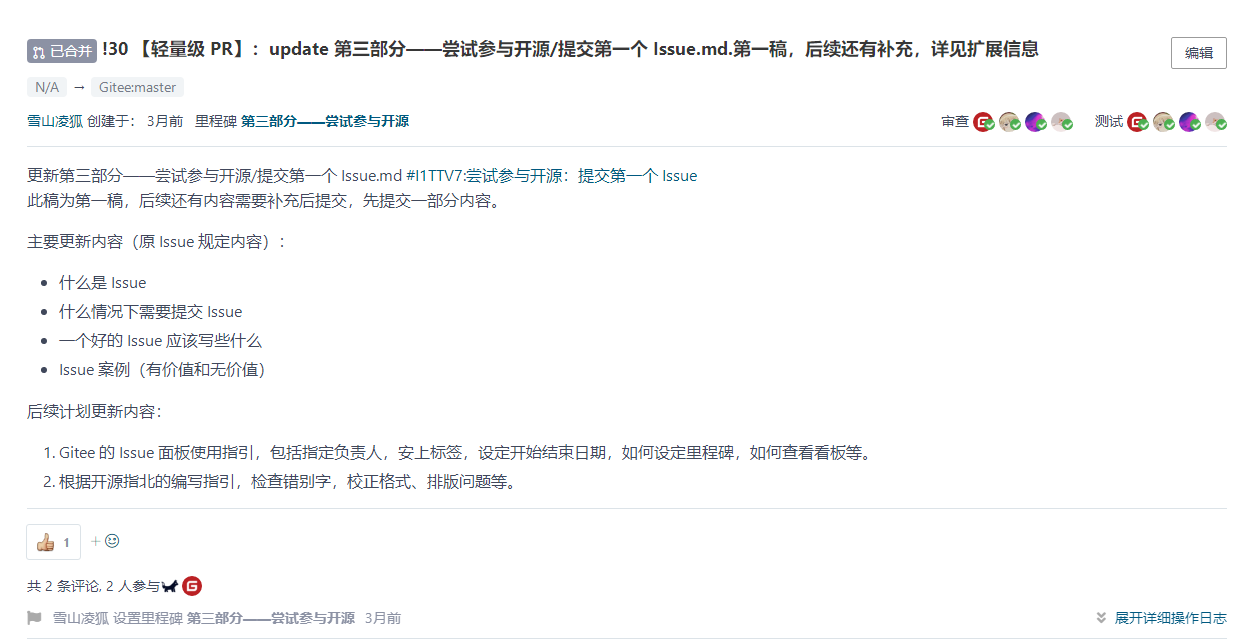 已合并 !30 【轻量级 PR】：update 第三部分——尝试参与开源/提交第一个 Issue.md.第一稿，后续还有补充，详见扩展信息
编辑
N/A → Gitee:master
雪山凌狐 创建于： 3月前 里程碑 第三部分——尝试参与开源
审查 测试
更新第三部分——尝试参与开源/提交第一个 Issue.md #I1TTV7:尝试参与开源：提交第一个 Issue
此稿为第一稿，后续还有内容需要补充后提交，先提交一部分内容。
主要更新内容（原 Issue 规定内容）：
• 什么是 Issue
• 什么情况下需要提交 Issue
• 一个好的 Issue 应该写些什么
• Issue 案例（有价值和无价值）
后续计划更新内容：
1. Gitee 的 Issue 面板使用指引，包括指定负责人，安上标签，设定开始结束日期，如何设定里程碑，如何查看看板等。
2. 根据开源指北的编写指引，检查错别字，校正格式、排版问题等。
1
共 2 条评论, 2 人参与
雪山凌狐 设置里程碑 第三部分——尝试参与开源 3月前
展开详细操作日志